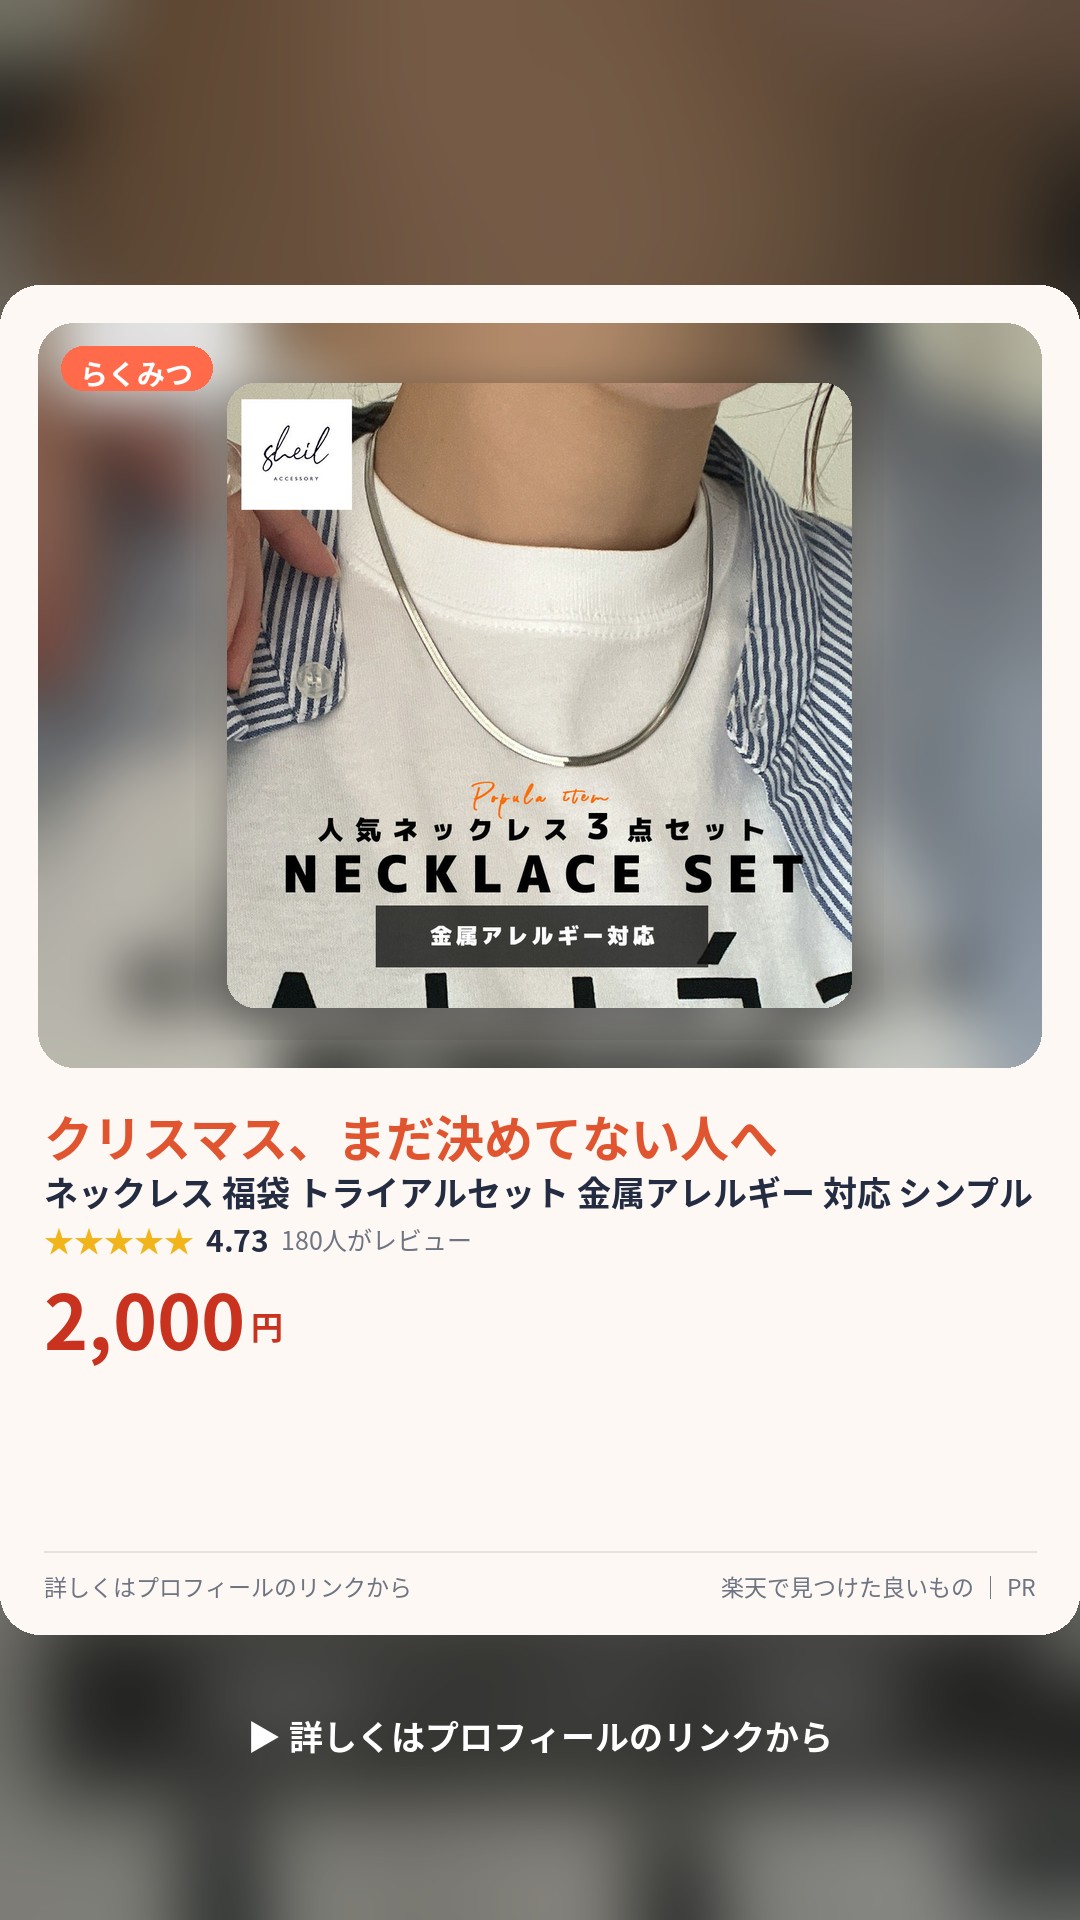 らくみつ
sheil
ACCESSORY
Popula item
人気ネックレス3点セット
NECKLACE SET
金属アレルギー対応
クリスマス、まだ決めてない人へ
ネックレス 福袋 トライアルセット 金属アレルギー 対応 シンプル
★★★★★ 4.73 180人がレビュー
2,000円
詳しくはプロフィールのリンクから
楽天で見つけた良いもの｜PR
▶ 詳しくはプロフィールのリンクから